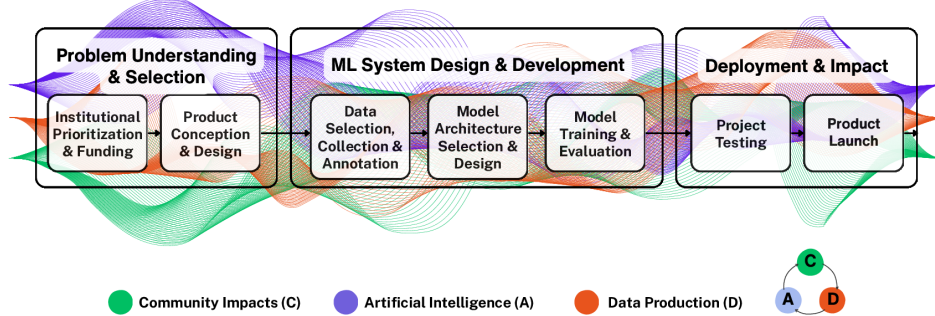 Problem Understanding
& Selection
ML System Design & Development
Deployment & Impact
Institutional
Prioritization
& Funding
Product
Conception
& Design
Data
Selection,
Collection &
Annotation
Model
Architecture
Selection &
Design
Model
Training &
Evaluation
Project
Testing
Product
Launch
Community Impacts (C)
Artificial Intelligence (A)
Data Production (D)
C
A
D